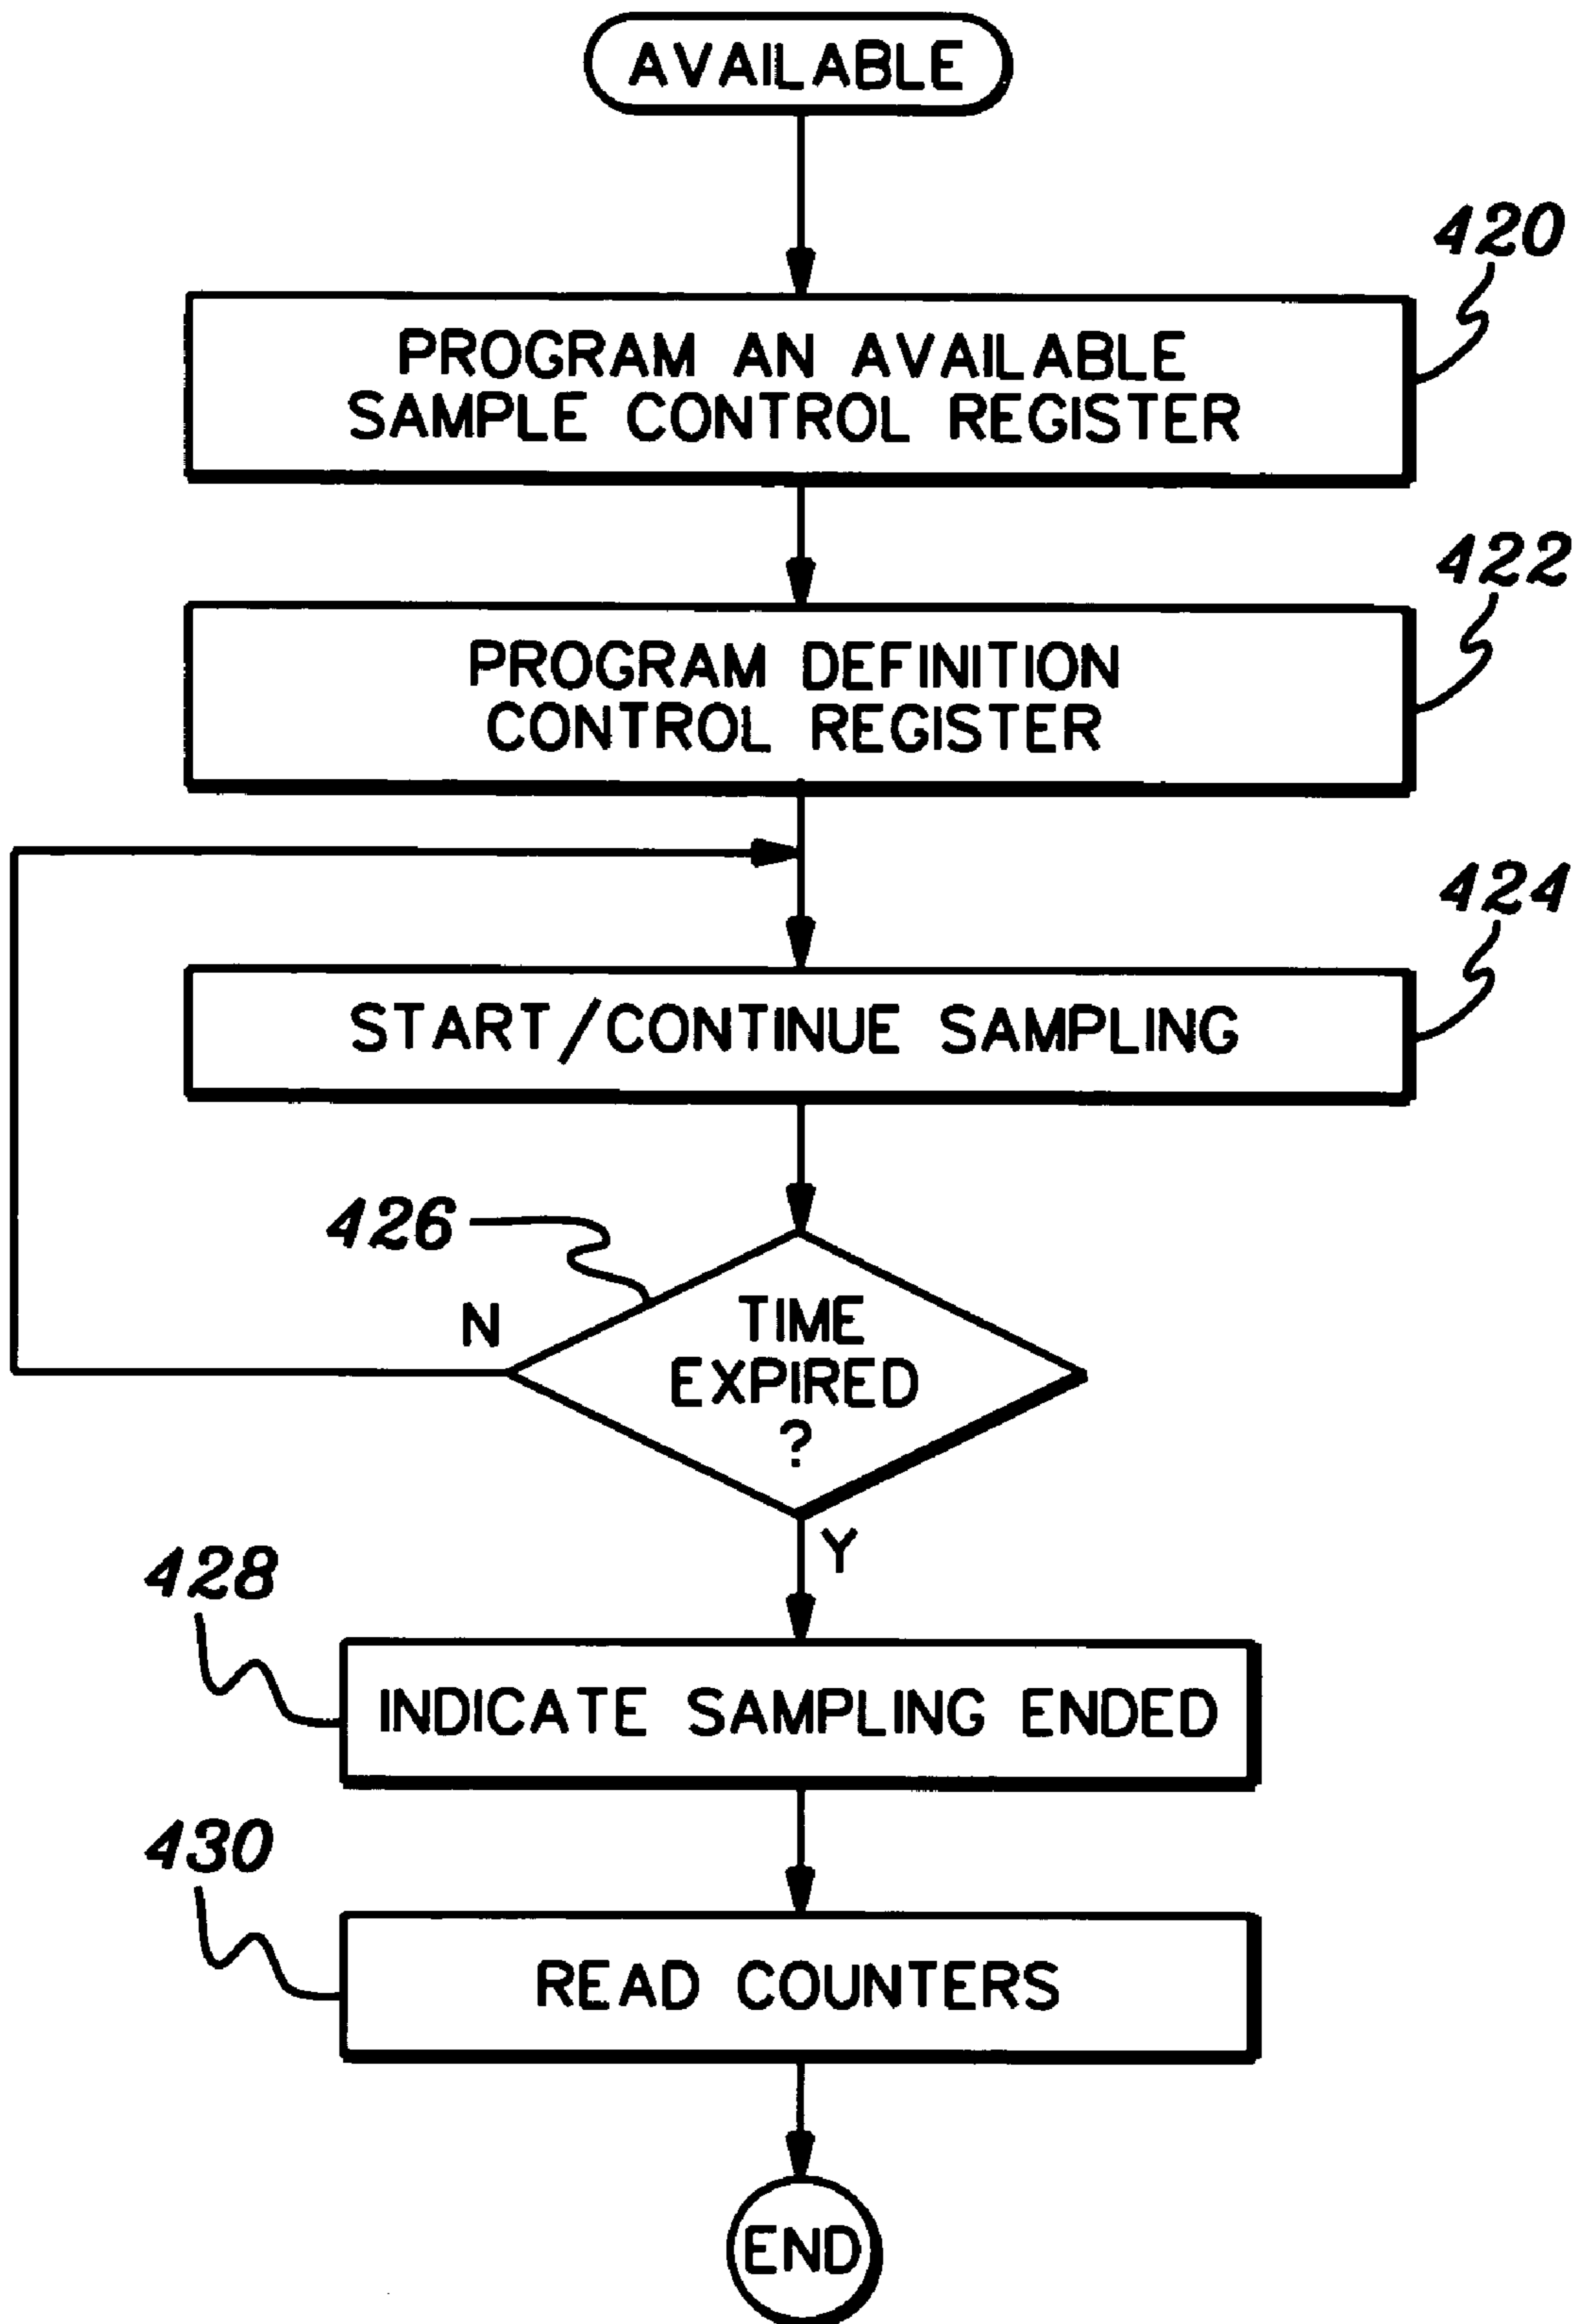 AVAILABLE
420
PROGRAM AN AVAILABLE
SAMPLE CONTROL REGISTER
422
PROGRAM DEFINITION
CONTROL REGISTER
424
START/CONTINUE SAMPLING
426
N
TIME
EXPIRED
?
Y
428
INDICATE SAMPLING ENDED
430
READ COUNTERS
END